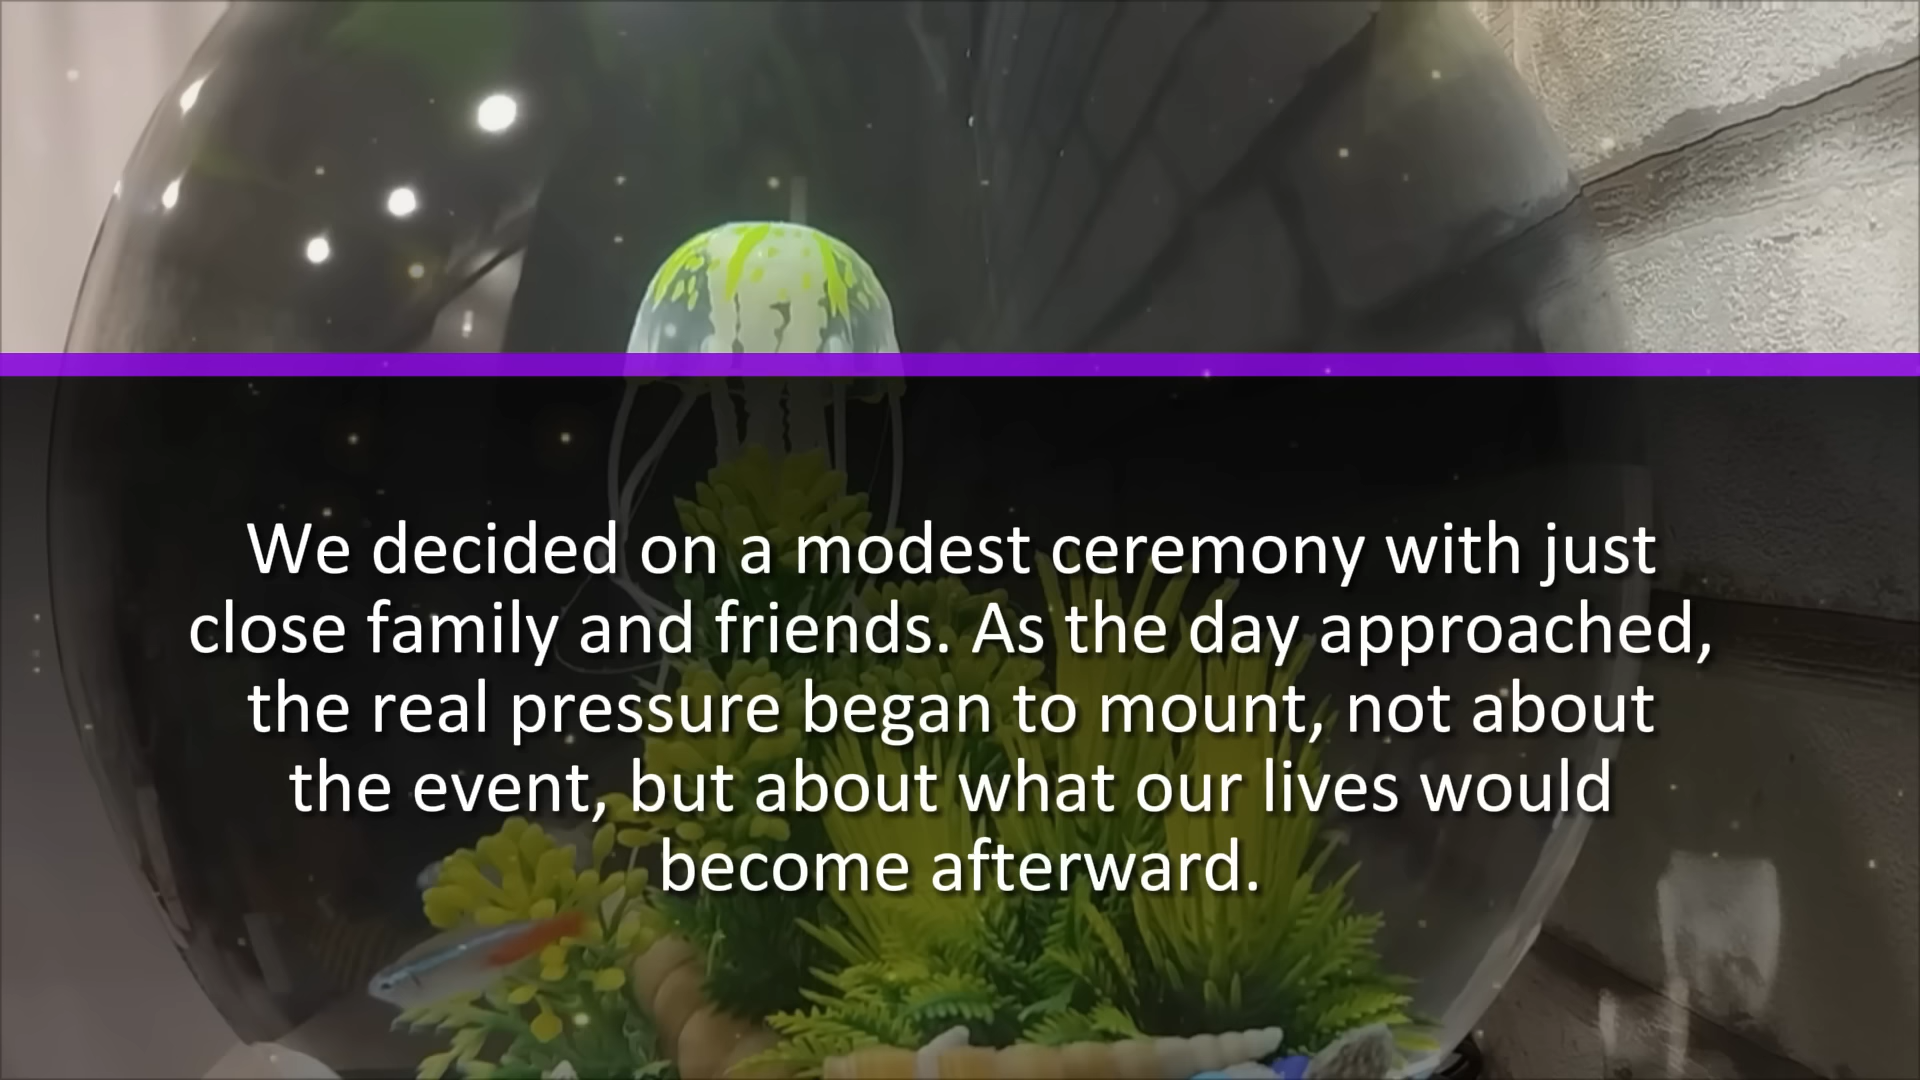 We decided on a modest ceremony with just
close family and friends. As the day approached,
the real pressure began to mount, not about
the event, but about what our lives would
become afterward.